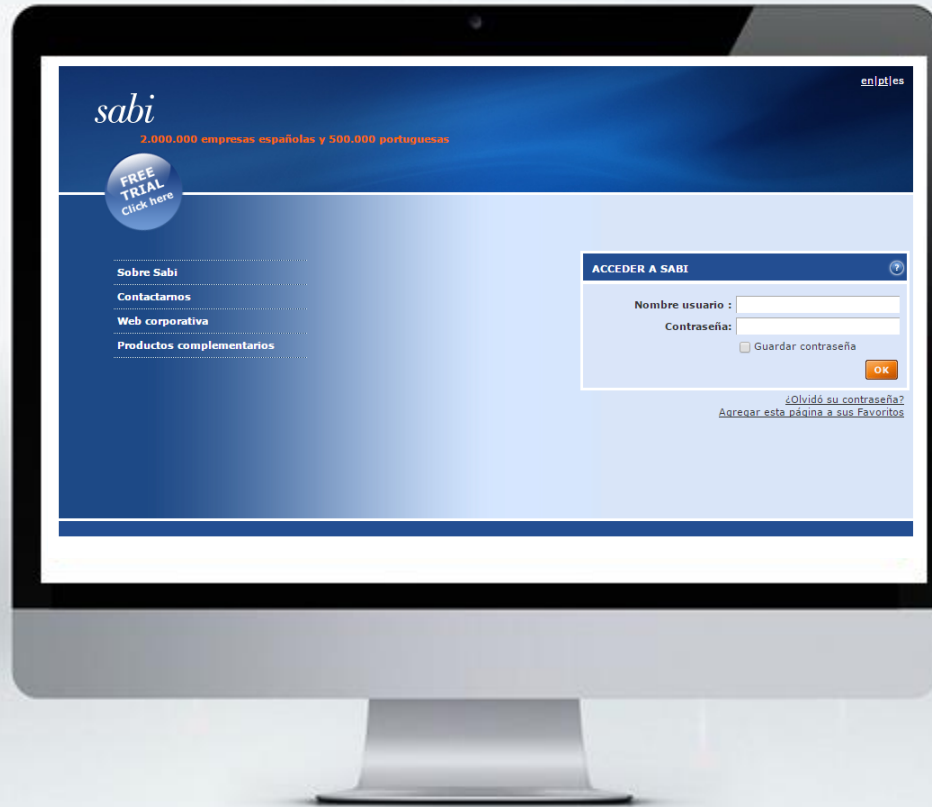 en|pt|es
sabi
2.000.000 empresas españolas y 500.000 portuguesas
FREE
TRIAL
Click here
Sobre Sabi
Contactarnos
Web corporativa
Productos complementarios
ACCEDER A SABI ?
Nombre usuario :
Contraseña:
Guardar contraseña
OK
¿Olvidó su contraseña?
Agregar esta página a sus Favoritos